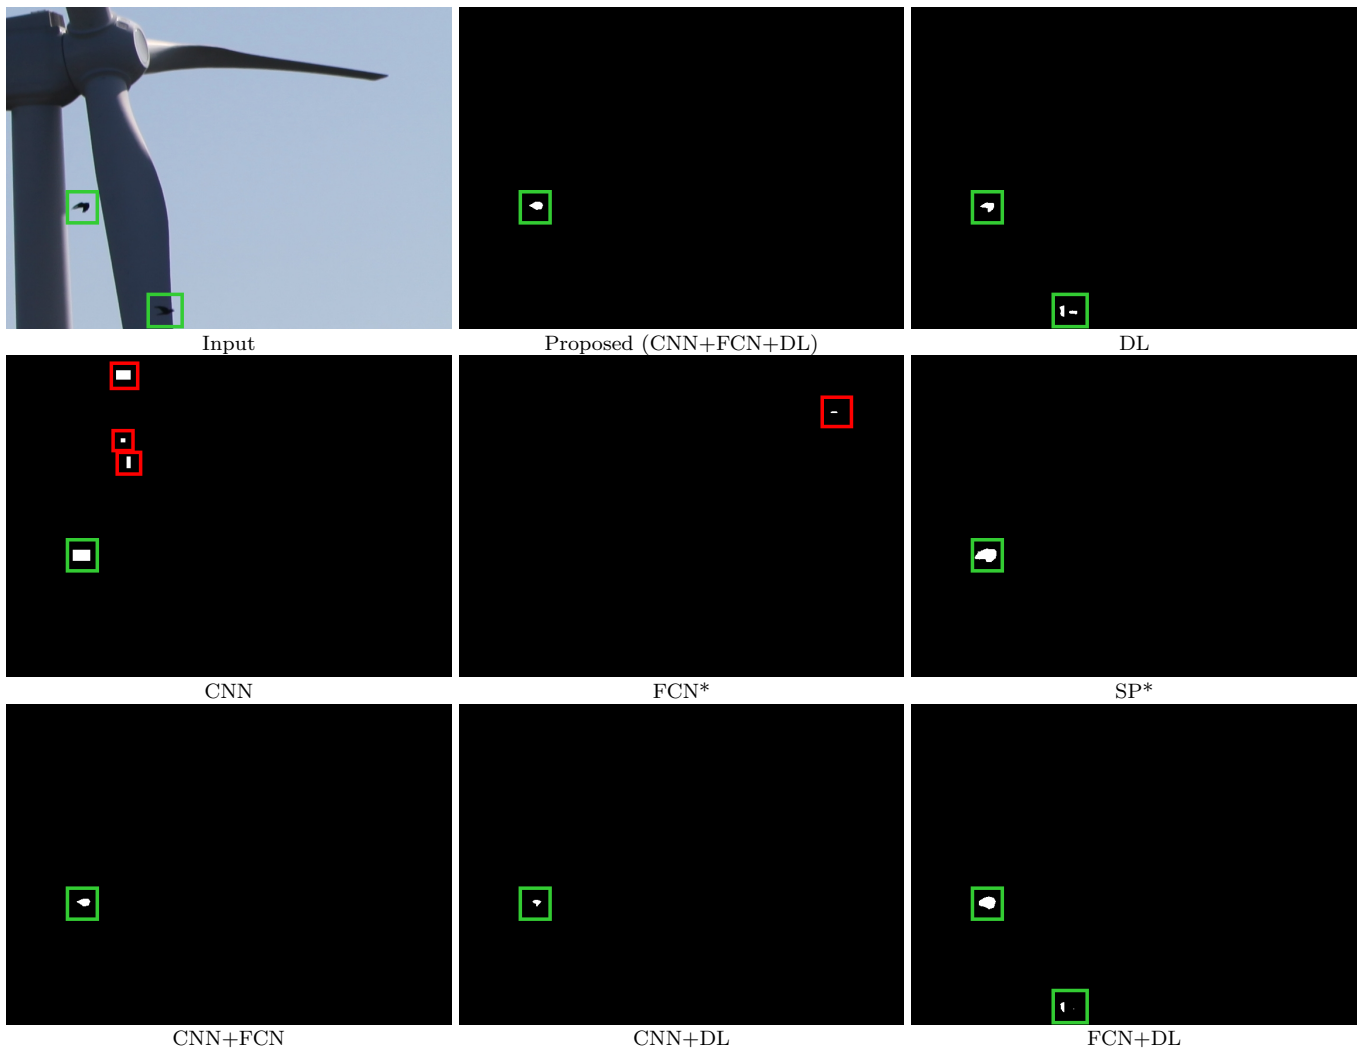 Input
Proposed (CNN+FCN+DL)
DL
CNN
FCN*
SP*
CNN+FCN
CNN+DL
FCN+DL